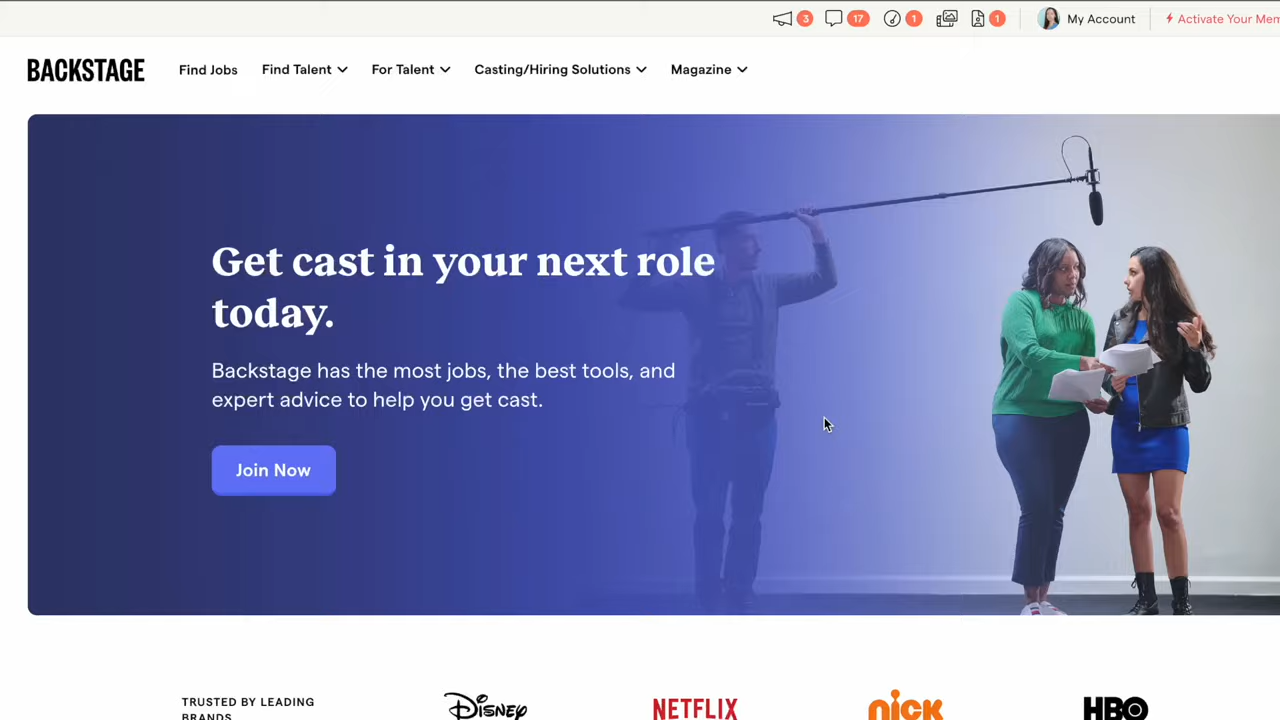 3 17 1 1 My Account Activate Your Mem
BACKSTAGE Find Jobs Find Talent For Talent Casting/Hiring Solutions Magazine
Get cast in your next role
today.
Backstage has the most jobs, the best tools, and
expert advice to help you get cast.
Join Now
TRUSTED BY LEADING
BRANDS
Disney NETFLIX nick HBO